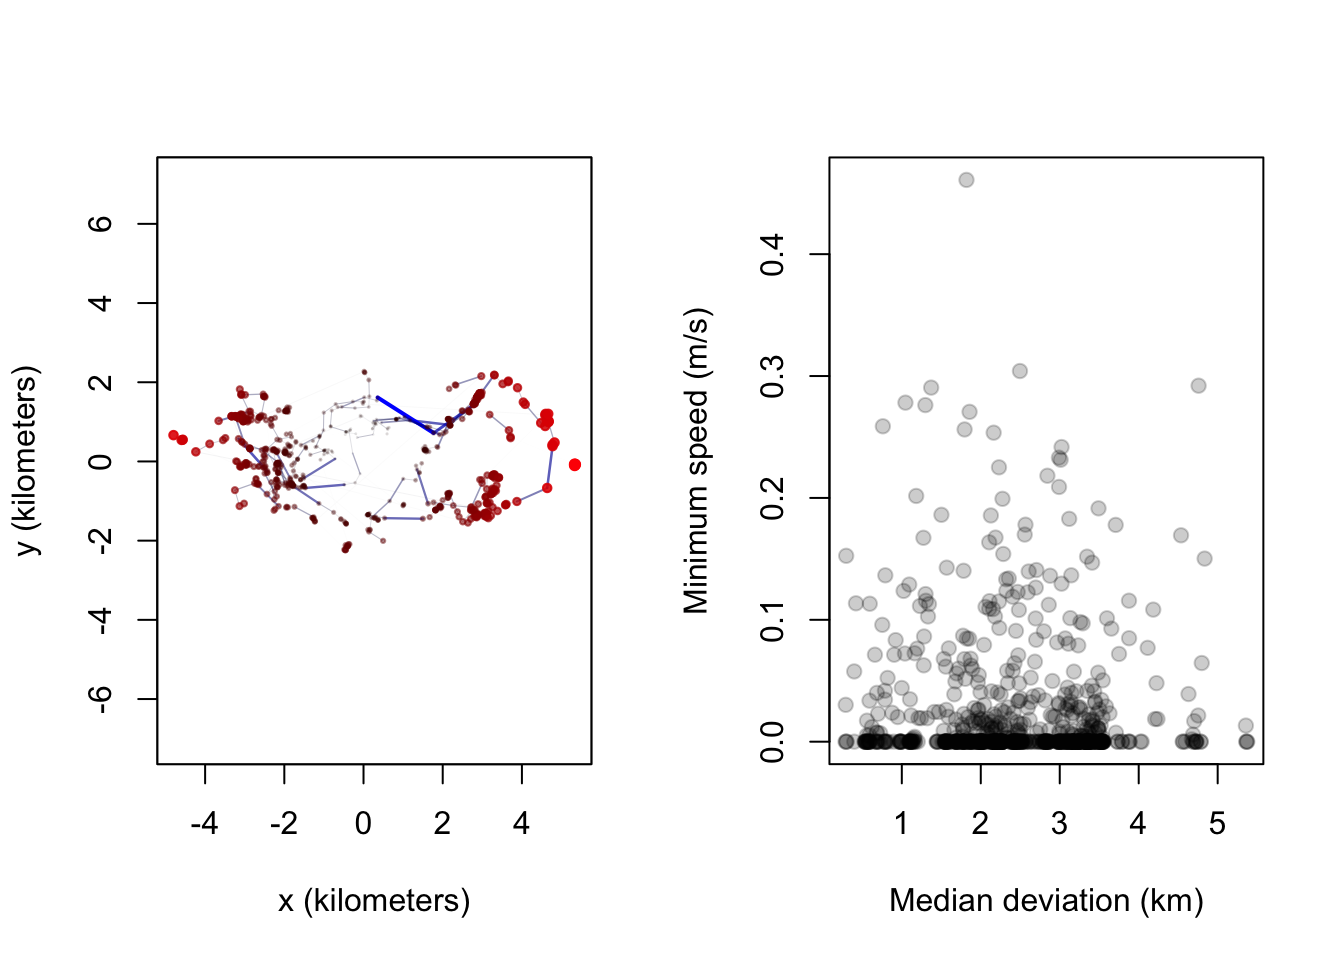 6
4
2
0
-2
-4
-6
y (kilometers)
-4 -2 0 2 4
x (kilometers)
0.4
0.3
0.2
0.1
0.0
Minimum speed (m/s)
1 2 3 4 5
Median deviation (km)